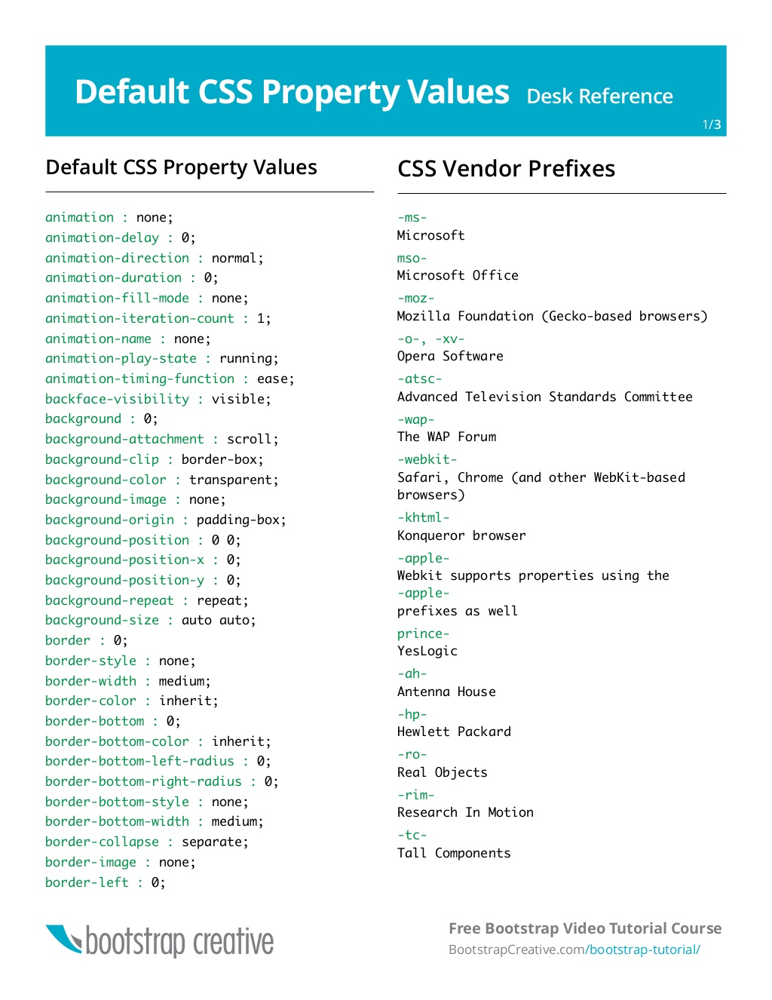 Default CSS Property Values Desk Reference
1/3
Default CSS Property Values
animation : none;
animation-delay : 0;
animation-direction : normal;
animation-duration : 0;
animation-fill-mode : none;
animation-iteration-count : 1;
animation-name : none;
animation-play-state : running;
animation-timing-function : ease;
backface-visibility : visible;
background : 0;
background-attachment : scroll;
background-clip : border-box;
background-color : transparent;
background-image : none;
background-origin : padding-box;
background-position : 0 0;
background-position-x : 0;
background-position-y : 0;
background-repeat : repeat;
background-size : auto auto;
border : 0;
border-style : none;
border-width : medium;
border-color : inherit;
border-bottom : 0;
border-bottom-color : inherit;
border-bottom-left-radius : 0;
border-bottom-right-radius : 0;
border-bottom-style : none;
border-bottom-width : medium;
border-collapse : separate;
border-image : none;
border-left : 0;
CSS Vendor Prefixes
-ms-
Microsoft
mso-
Microsoft Office
-moz-
Mozilla Foundation (Gecko-based browsers)
-o-, -xv-
Opera Software
-atsc-
Advanced Television Standards Committee
-wap-
The WAP Forum
-webkit-
Safari, Chrome (and other WebKit-based
browsers)
-khtml-
Konqueror browser
-apple-
Webkit supports properties using the
-apple-
prefixes as well
prince-
YesLogic
-ah-
Antenna House
-hp-
Hewlett Packard
-ro-
Real Objects
-rim-
Research In Motion
-tc-
Tall Components
bootstrap creative
Free Bootstrap Video Tutorial Course
BootstrapCreative.com/bootstrap-tutorial/